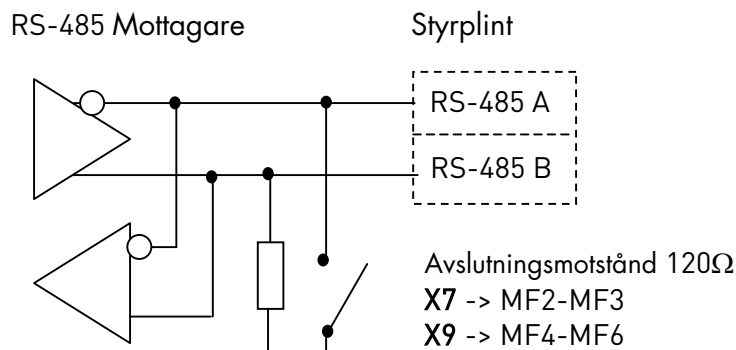 RS-485 Mottagare
Styrplint
RS-485 A
RS-485 B
Avslutningsmotstånd 120Ω
X7 -> MF2-MF3
X9 -> MF4-MF6